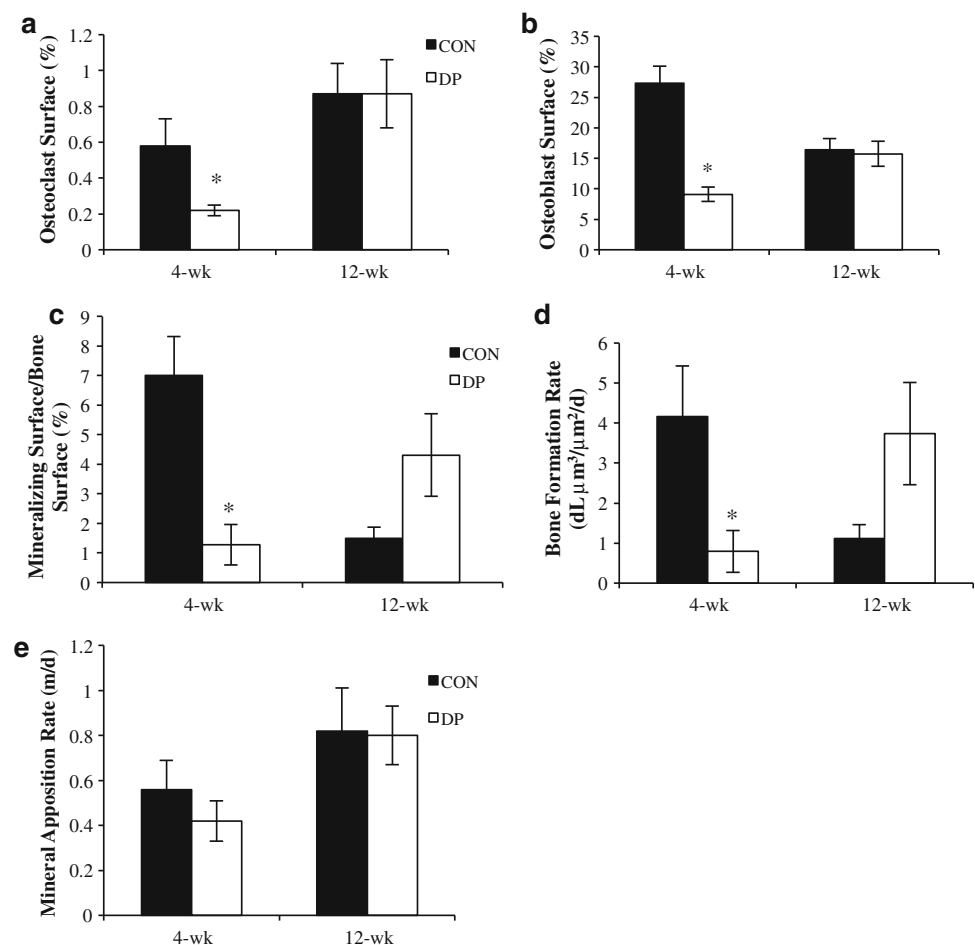 a
Osteoclast Surface (%)
1.2
1
0.8
0.6
0.4
0.2
0
*
4-wk
12-wk
CON
DP
b
Osteoblast Surface (%)
35
30
25
20
15
10
5
0
*
4-wk
12-wk
c
Mineralizing Surface/Bone
Surface (%)
9
8
7
6
5
4
3
2
1
0
*
4-wk
12-wk
CON
DP
d
Bone Formation Rate
(dL μm³/μm²/d)
6
5
4
3
2
1
0
*
4-wk
12-wk
e
Mineral Apposition Rate (m/d)
1.2
1
0.8
0.6
0.4
0.2
0
4-wk
12-wk
CON
DP